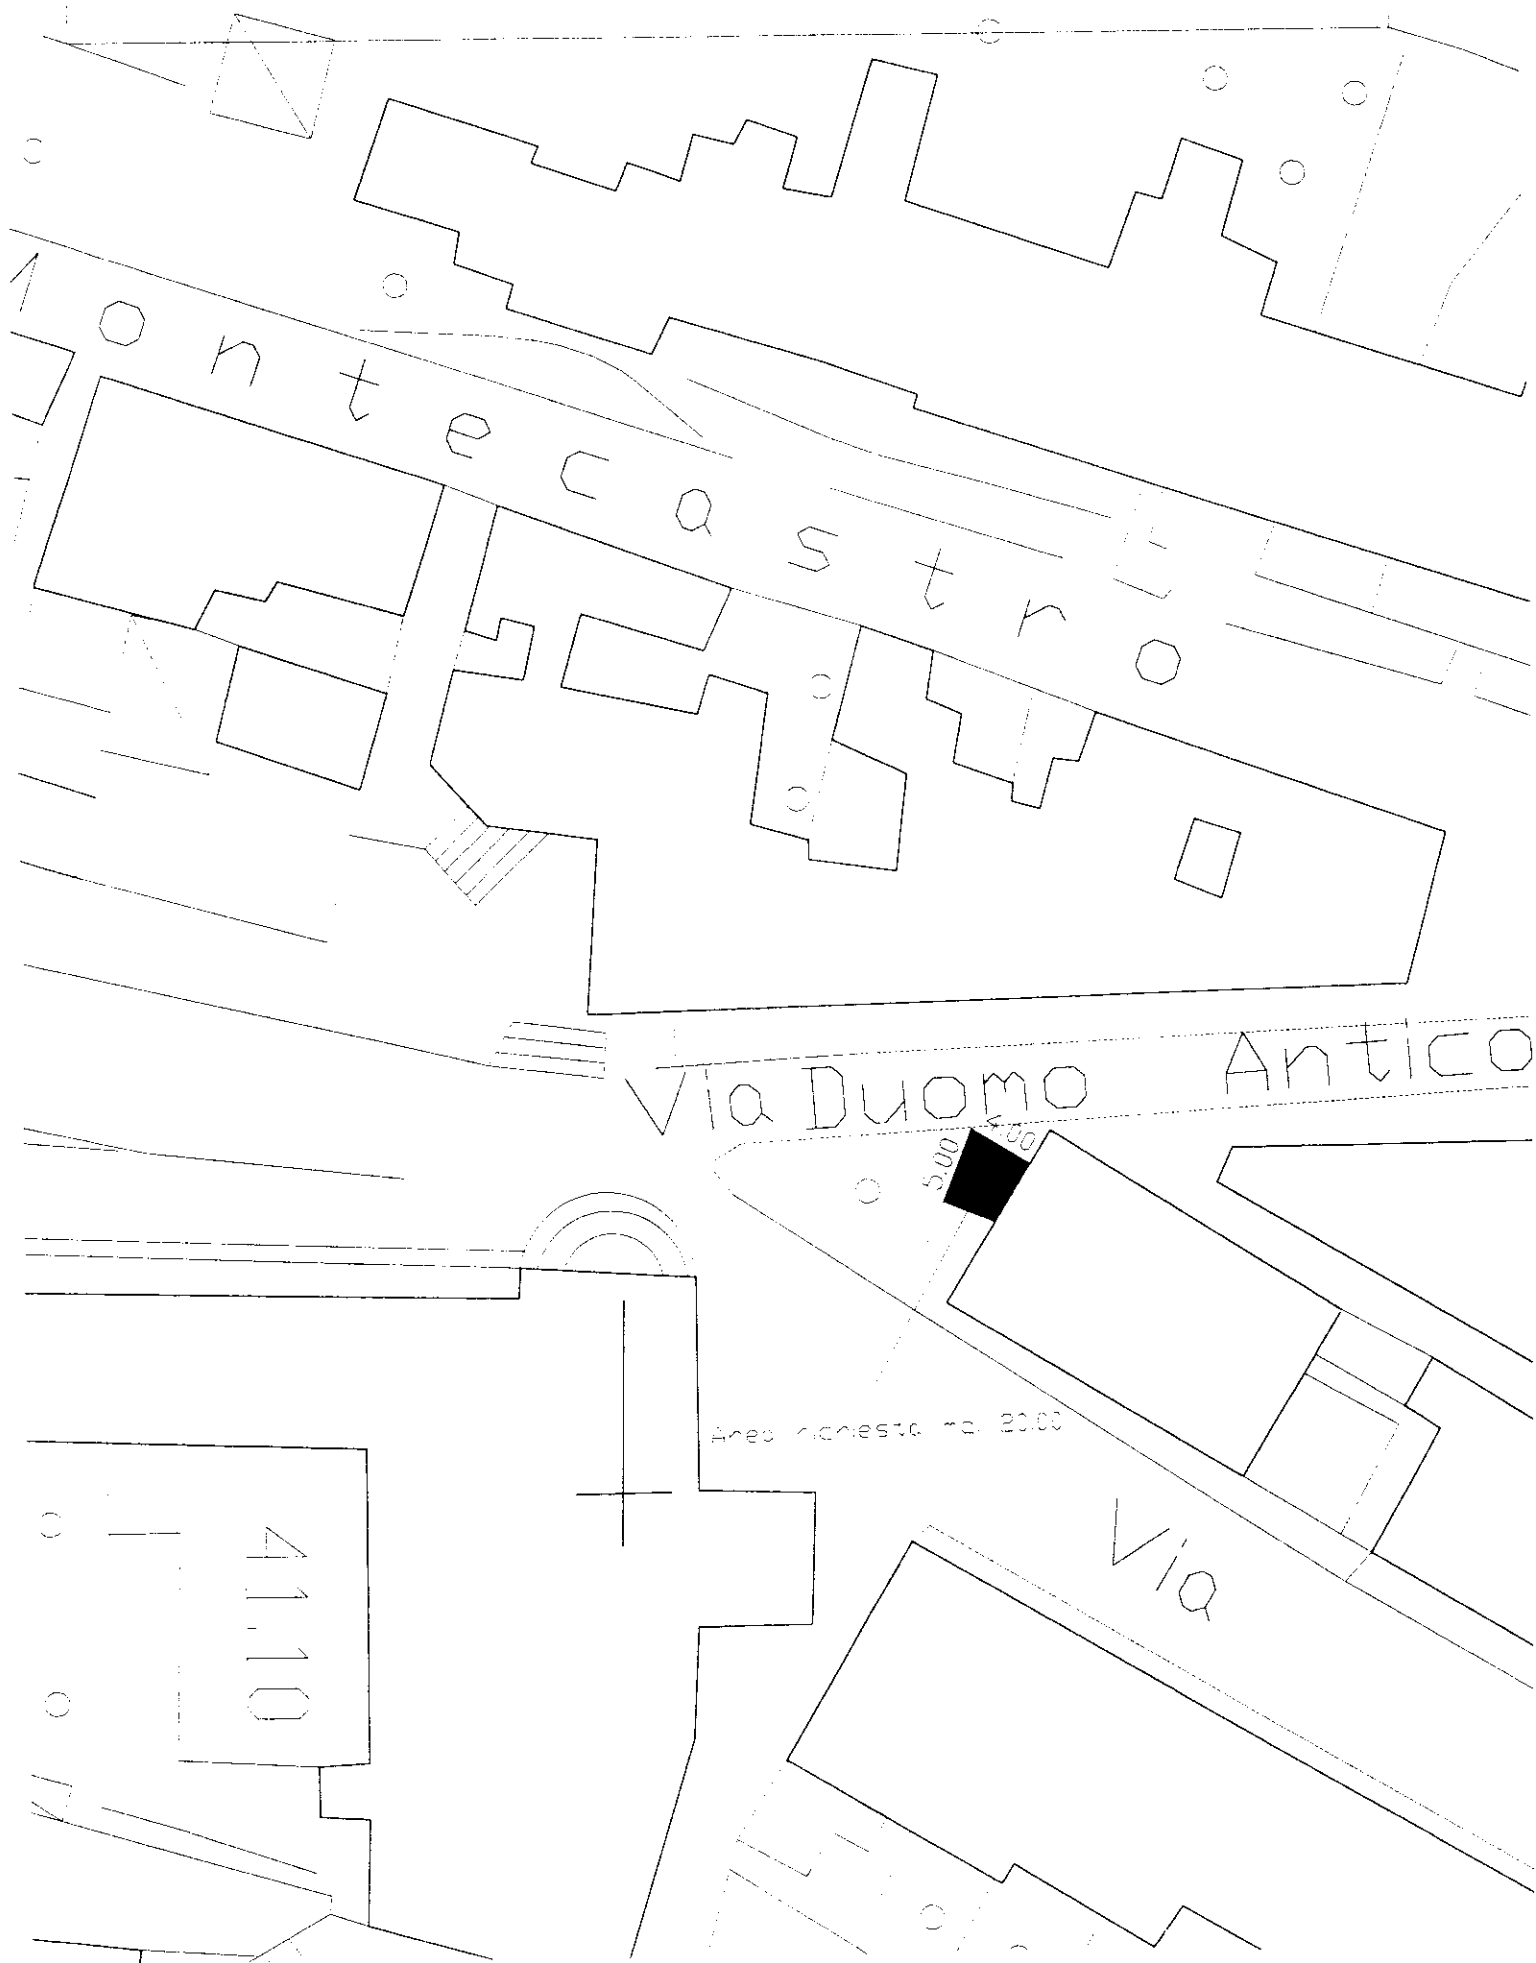 Montecastro
Via Duomo Antico
4.00
5.00
Area richiesta mq. 20.00
Via
41.10